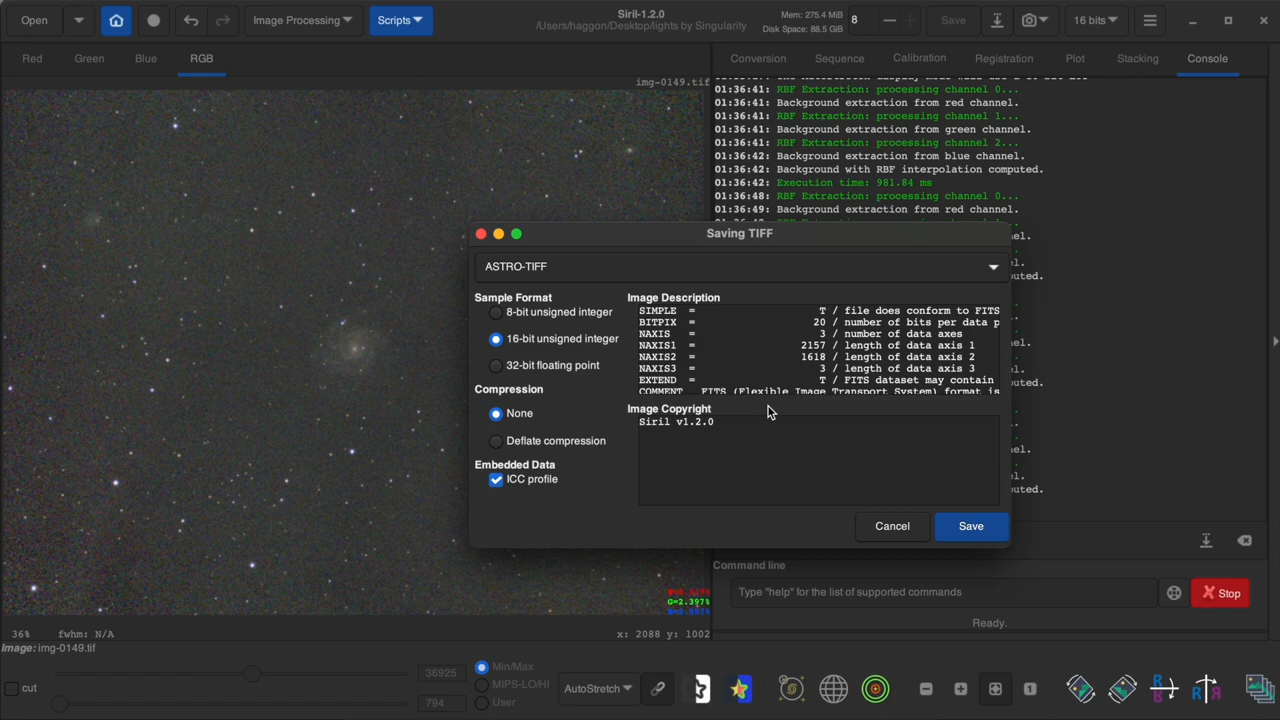 Open
Image Processing
Scripts
Siril-1.2.0
/Users/haggon/Desktop/lights by Singularity
Mem: 275.4 MiB
Disk Space: 88.5 GiB
8
Save
16 bits
Red
Green
Blue
RGB
Conversion
Sequence
Calibration
Registration
Plot
Stacking
Console
img-0149.tif
01:36:41: RBF Extraction: processing channel 0...
01:36:41: Background extraction from red channel.
01:36:41: RBF Extraction: processing channel 1...
01:36:41: Background extraction from green channel.
01:36:41: RBF Extraction: processing channel 2...
01:36:42: Background extraction from blue channel.
01:36:42: Background with RBF interpolation computed.
01:36:42: Execution time: 981.84 ms
01:36:48: RBF Extraction: processing channel 0...
01:36:49: Background extraction from red channel.
Saving TIFF
ASTRO-TIFF
Sample Format
8-bit unsigned integer
16-bit unsigned integer
32-bit floating point
Compression
None
Deflate compression
Embedded Data
ICC profile
Image Description
SIMPLE = T / file does conform to FITS
BITPIX = 20 / number of bits per data p
NAXIS = 3 / number of data axes
NAXIS1 = 2157 / length of data axis 1
NAXIS2 = 1618 / length of data axis 2
NAXIS3 = 3 / length of data axis 3
EXTEND = T / FITS dataset may contain
COMMENT FITS (Flexible Image Transport System) format is
Image Copyright
Siril v1.2.0
Cancel
Save
Command line
Type "help" for the list of supported commands
Stop
Ready.
G=2.397%
36%
fwhm: N/A
x: 2088 y: 1002
Image: img-0149.tif
cut
36925
794
Min/Max
MIPS-LO/HI
User
AutoStretch
1